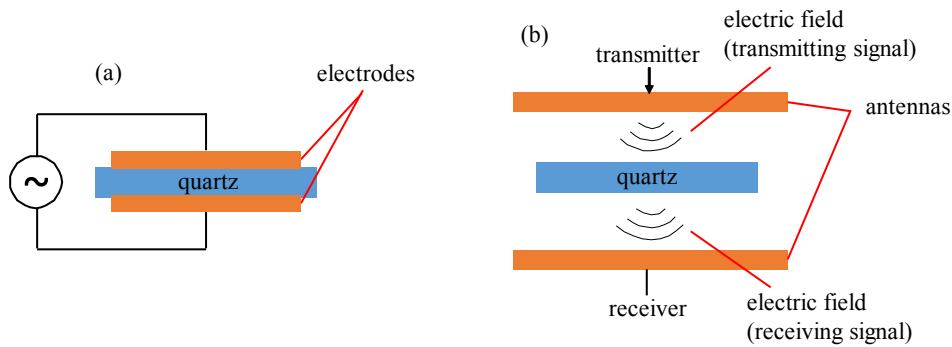 (a)
electrodes
quartz
~
(b)
electric field
(transmitting signal)
transmitter
antennas
quartz
receiver
electric field
(receiving signal)